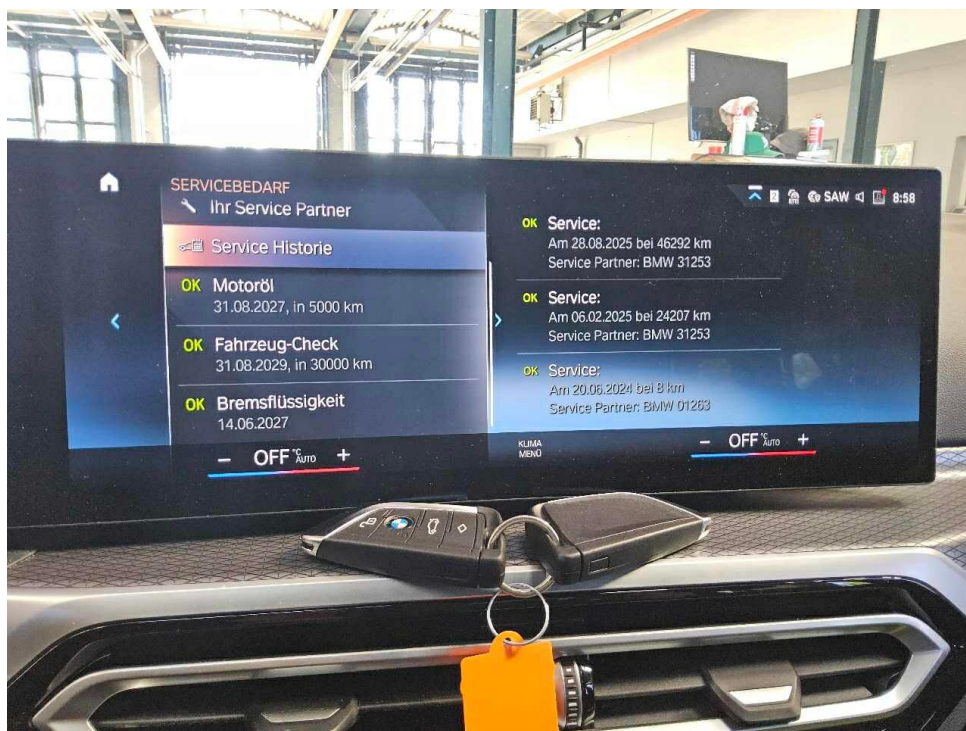 SERVICEBEDARF
Ihr Service Partner
Service Historie
OK Motoröl
31.08.2027, in 5000 km
OK Fahrzeug-Check
31.08.2029, in 30000 km
OK Bremsflüssigkeit
14.06.2027
- OFF °C AUTO +
SAW 8:58
OK Service:
Am 28.08.2025 bei 46292 km
Service Partner: BMW 31253
OK Service:
Am 06.02.2025 bei 24207 km
Service Partner: BMW 31253
OK Service:
Am 20.06.2024 bei 8 km
Service Partner: BMW 01263
KLIMA
MENÜ
- OFF °C AUTO +